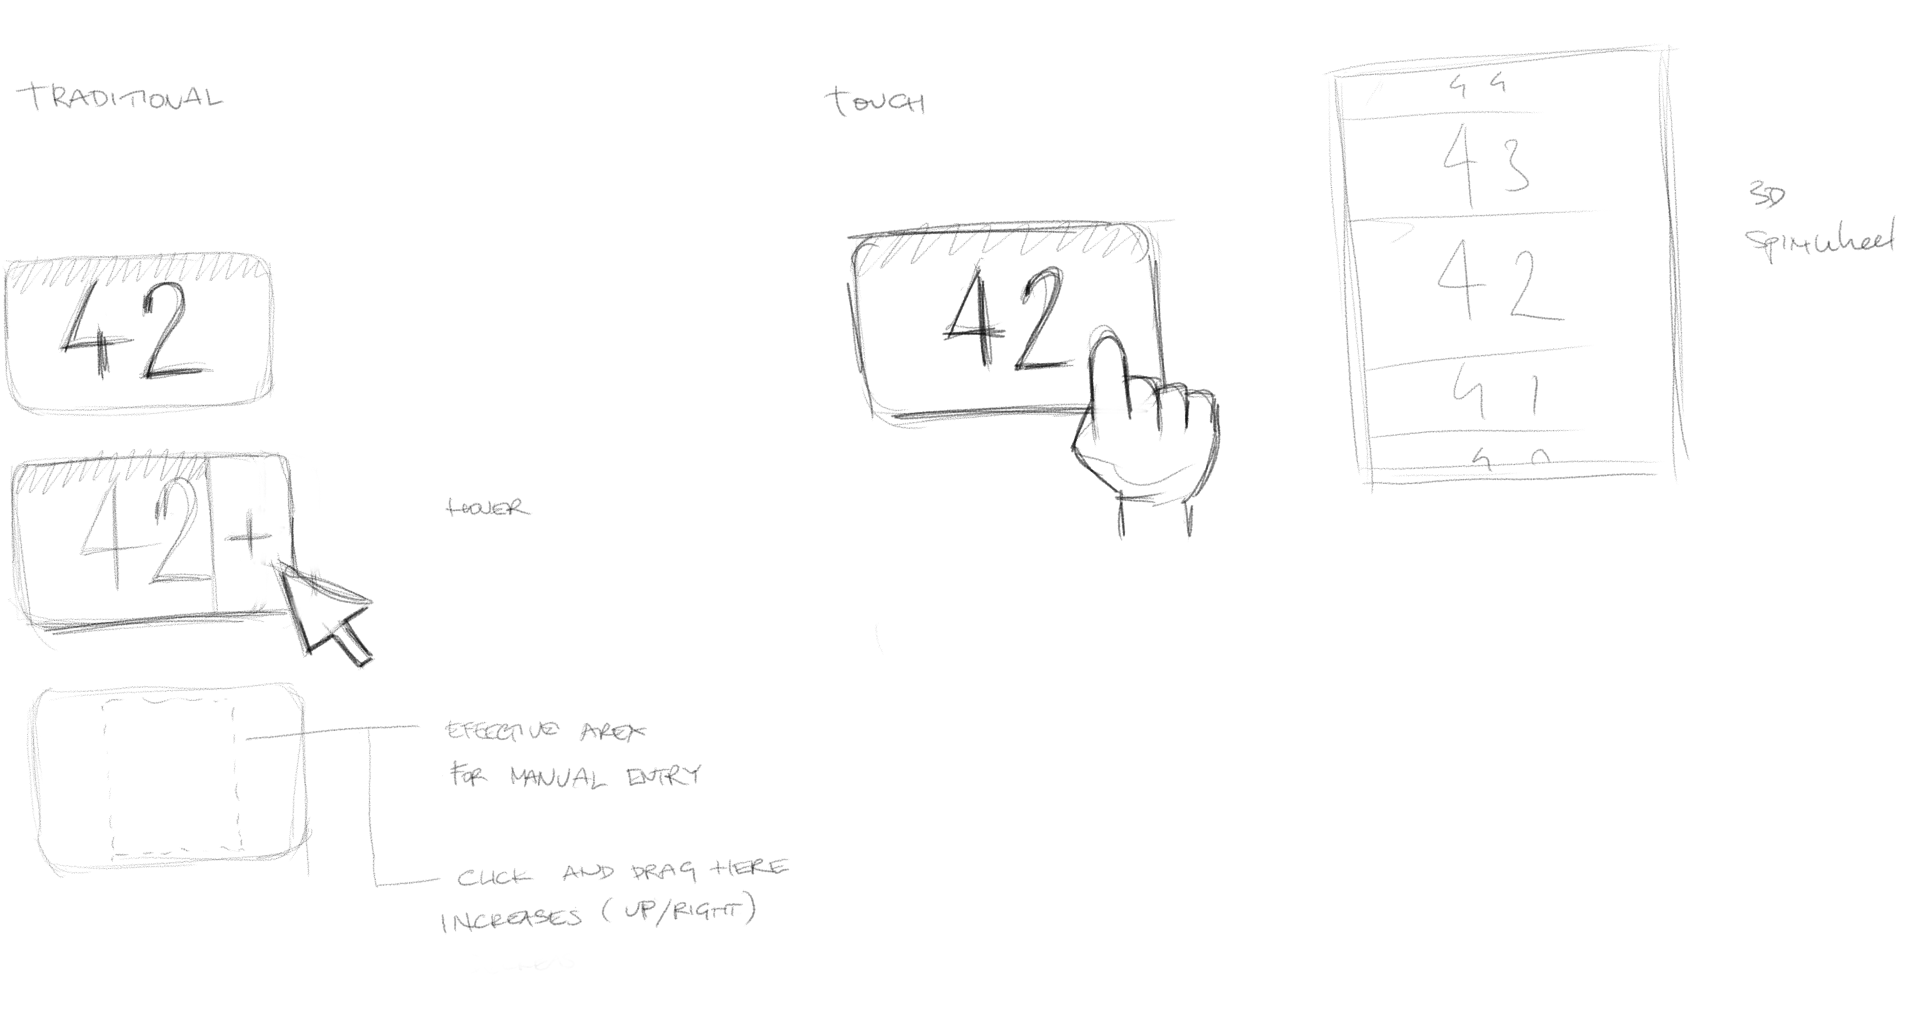 TRADITIONAL
42
42 +
HOVER
EFFECTIVE AREA
FOR MANUAL ENTRY
CLICK AND DRAG HERE
INCREASES (UP/RIGHT)
TOUCH
42
44
43
42
41
40
3D
Spinwheel